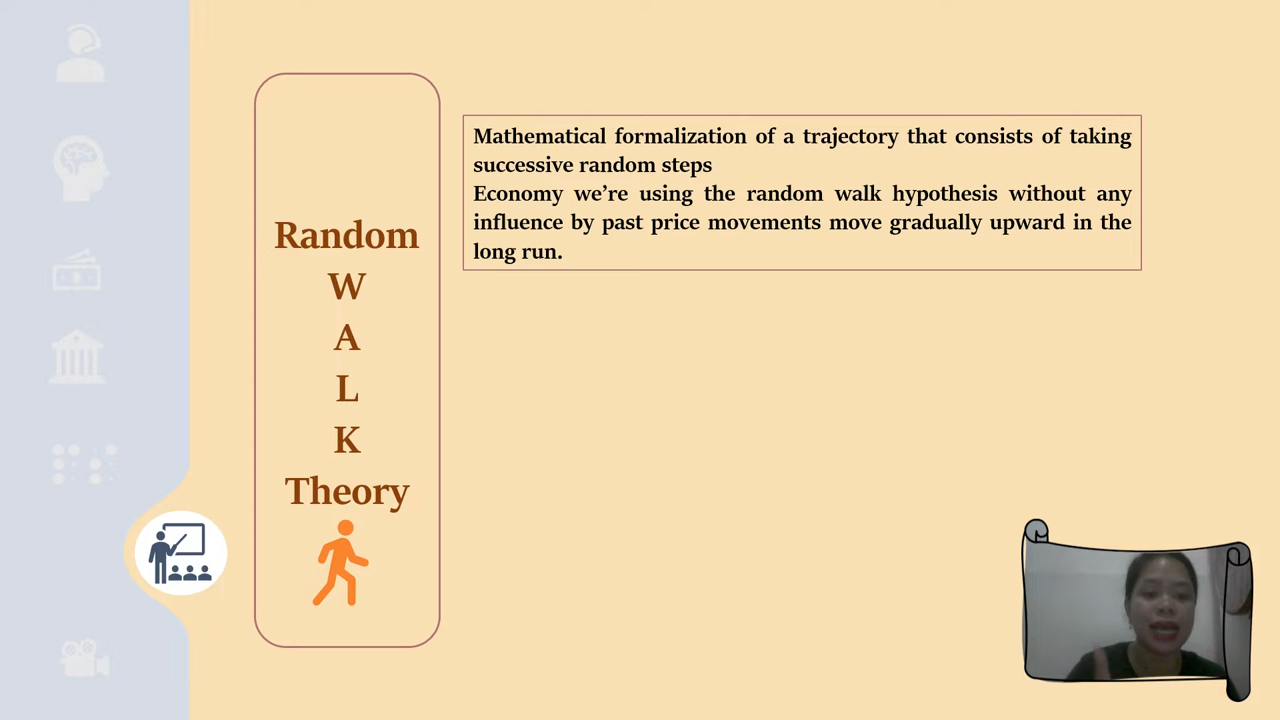 Random
W
A
L
K
Theory
Mathematical formalization of a trajectory that consists of taking
successive random steps
Economy we’re using the random walk hypothesis without any
influence by past price movements move gradually upward in the
long run.